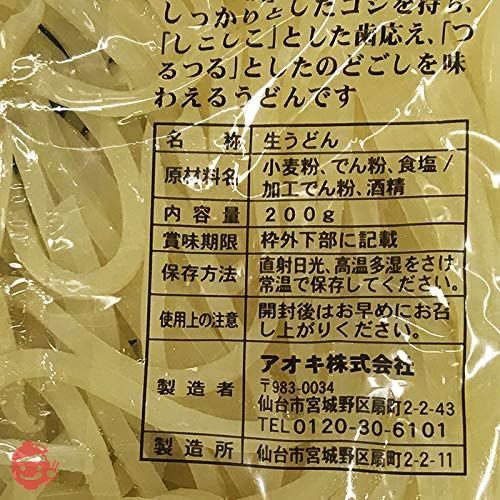 しっかりとしたコシを持ち、
「しこしこ」とした歯応え、「つ
るつる」としたのどごしを味
わえるうどんです
名称 生うどん
原材料名 小麦粉、でん粉、食塩/
加工でん粉、酒精
内容量 200g
賞味期限 枠外下部に記載
保存方法 直射日光、高温多湿をさけ
常温で保存してください。
使用上の注意 開封後はお早めにお召
し上がりください。
製造者 アオキ株式会社
〒983-0034
仙台市宮城野区扇町2-2-43
TEL0120-30-6101
製造所 仙台市宮城野区扇町2-2-11